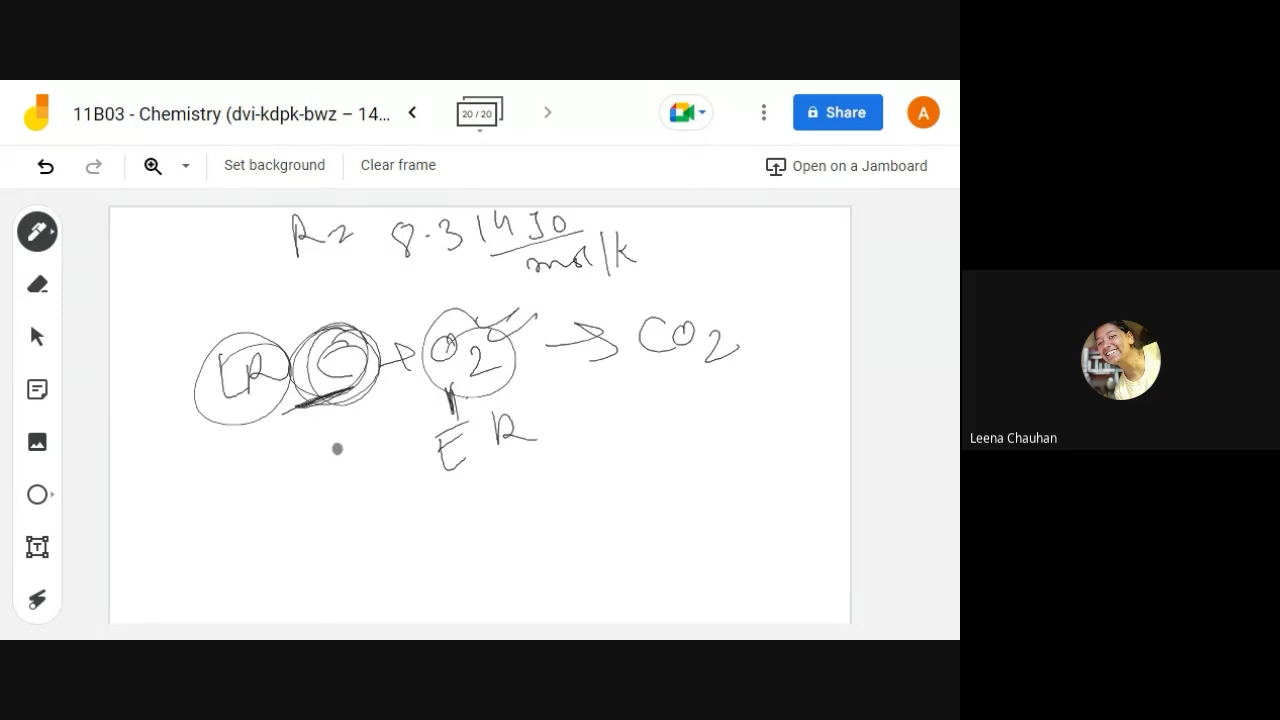 11B03 - Chemistry (dvi-kdpk-bwz – 14...
20 / 20
Share
A
Set background
Clear frame
Open on a Jamboard
R = 8.31
mol/k
LR C + O2 → CO2
ER
T
Leena Chauhan